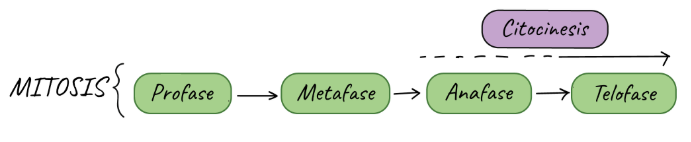 Citocinesis
MITOSIS
Profase
Metafase
Anafase
Telofase